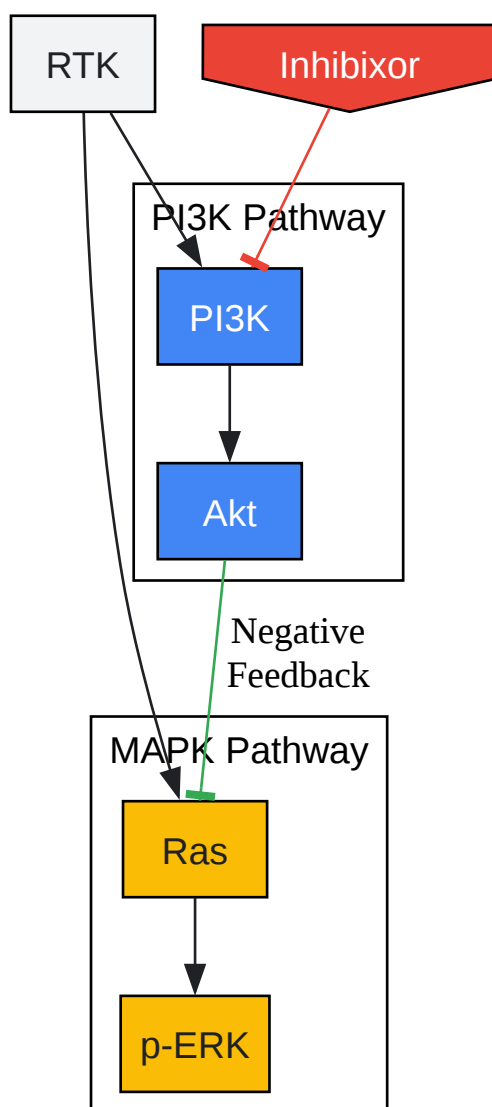 RTK
Inhibixor
PI3K Pathway
PI3K
Akt
Negative
Feedback
MAPK Pathway
Ras
p-ERK